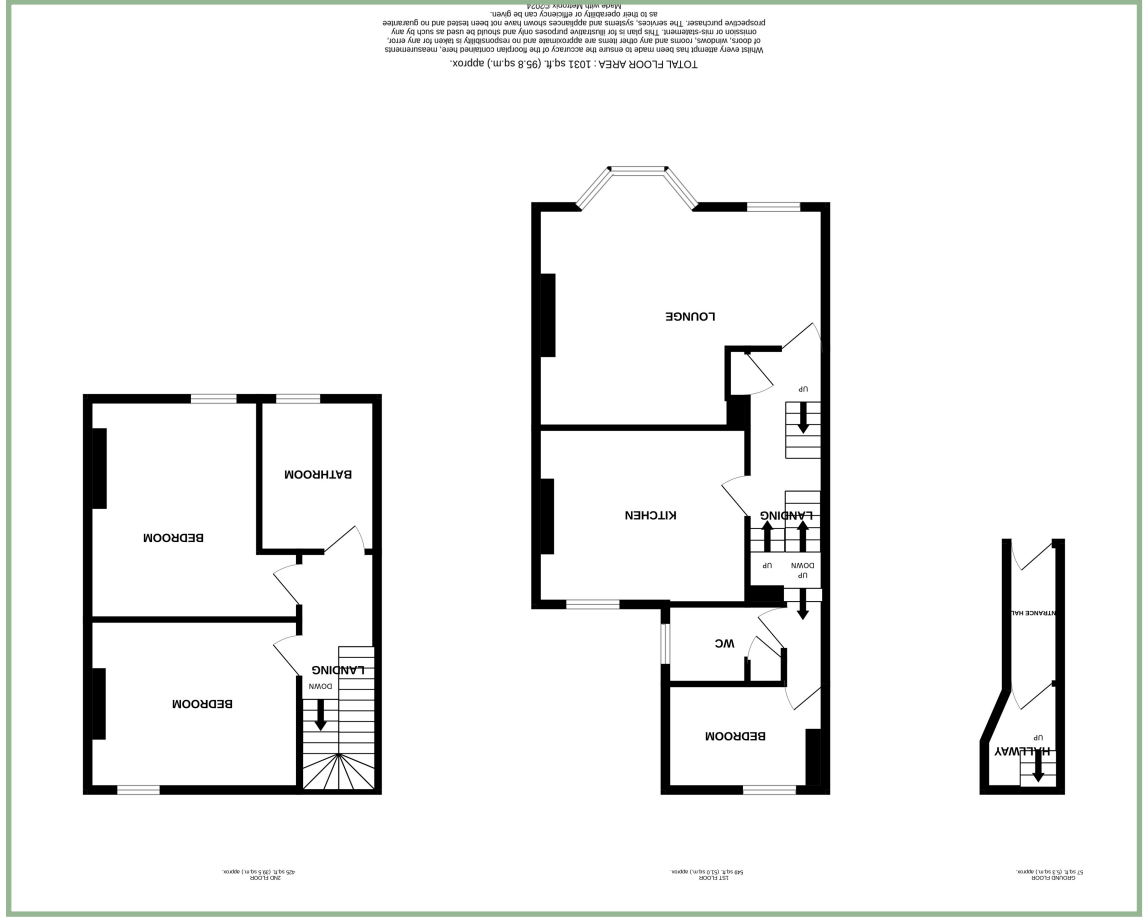 GROUND FLOOR
57 sq.ft. (5.3 sq.m.) approx.
1ST FLOOR
549 sq.ft. (51.0 sq.m.) approx.
2ND FLOOR
425 sq.ft. (39.5 sq.m.) approx.
HALLWAY
UP
ENTRANCE HALL
BEDROOM
WC
UP
DOWN
UP
LANDING
KITCHEN
UP
LOUNGE
BEDROOM
DOWN
LANDING
BEDROOM
BATHROOM
TOTAL FLOOR AREA : 1031 sq.ft. (95.8 sq.m.) approx.
Whilst every attempt has been made to ensure the accuracy of the floorplan contained here, measurements
of doors, windows, rooms and any other items are approximate and no responsibility is taken for any error,
omission or mis-statement. This plan is for illustrative purposes only and should be used as such by any
prospective purchaser. The services, systems and appliances shown have not been tested and no guarantee
as to their operability or efficiency can be given.
Made with Metropix ©2024